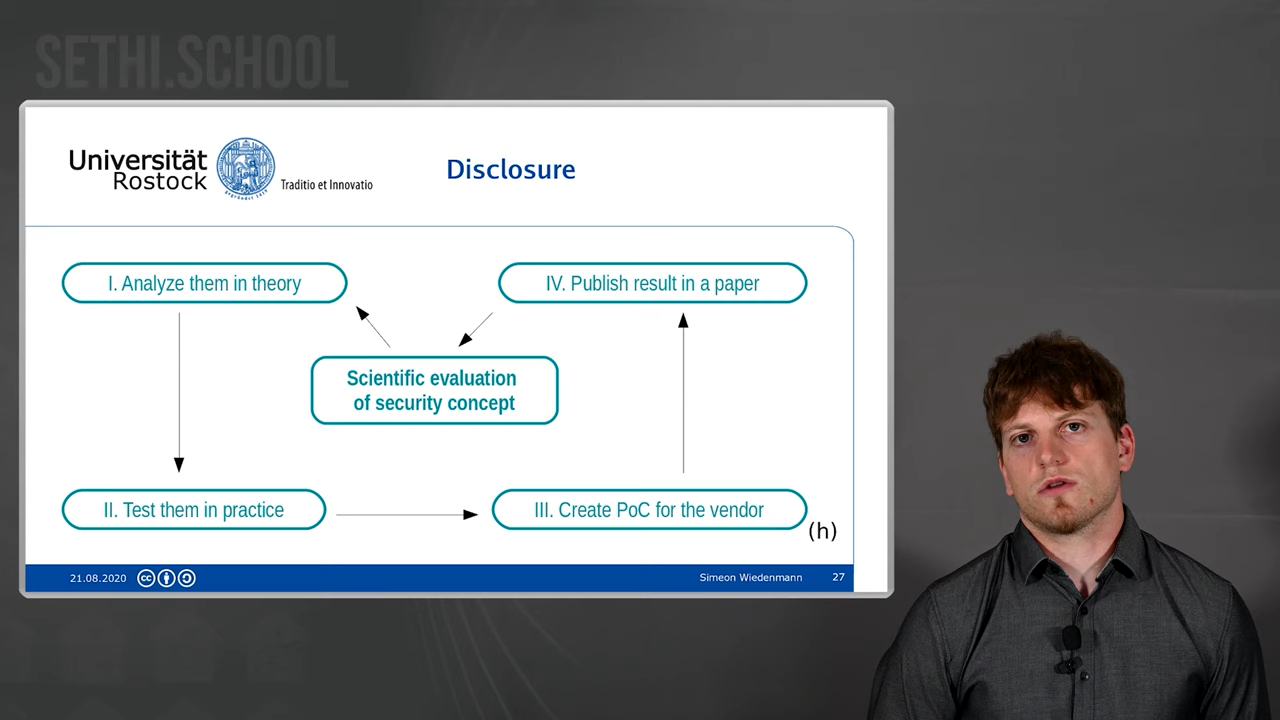 SETHI.SCHOOL
Universität
Rostock
Traditio et Innovatio
Disclosure
I. Analyze them in theory
IV. Publish result in a paper
Scientific evaluation
of security concept
II. Test them in practice
III. Create PoC for the vendor
(h)
21.08.2020
cc
Simeon Wiedenmann
27